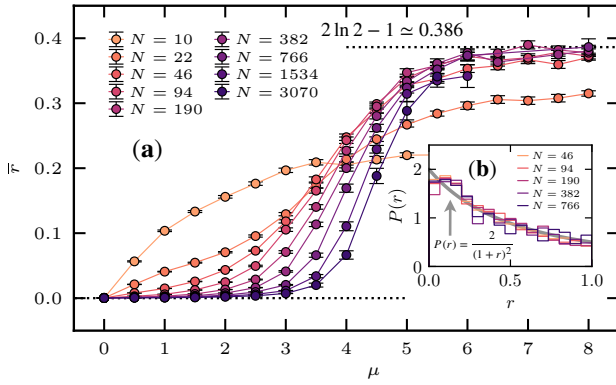 2 ln 2 − 1 ≃ 0.386
N = 10
N = 22
N = 46
N = 94
N = 190
N = 382
N = 766
N = 1534
N = 3070
(a)
r̅
0.4
0.3
0.2
0.1
0.0
0 1 2 3 4 5 6 7 8
μ
(b)
N = 46
N = 94
N = 190
N = 382
N = 766
P(r)
2
1
0
P(r) = 2/(1+r)²
0.0 0.5 1.0
r